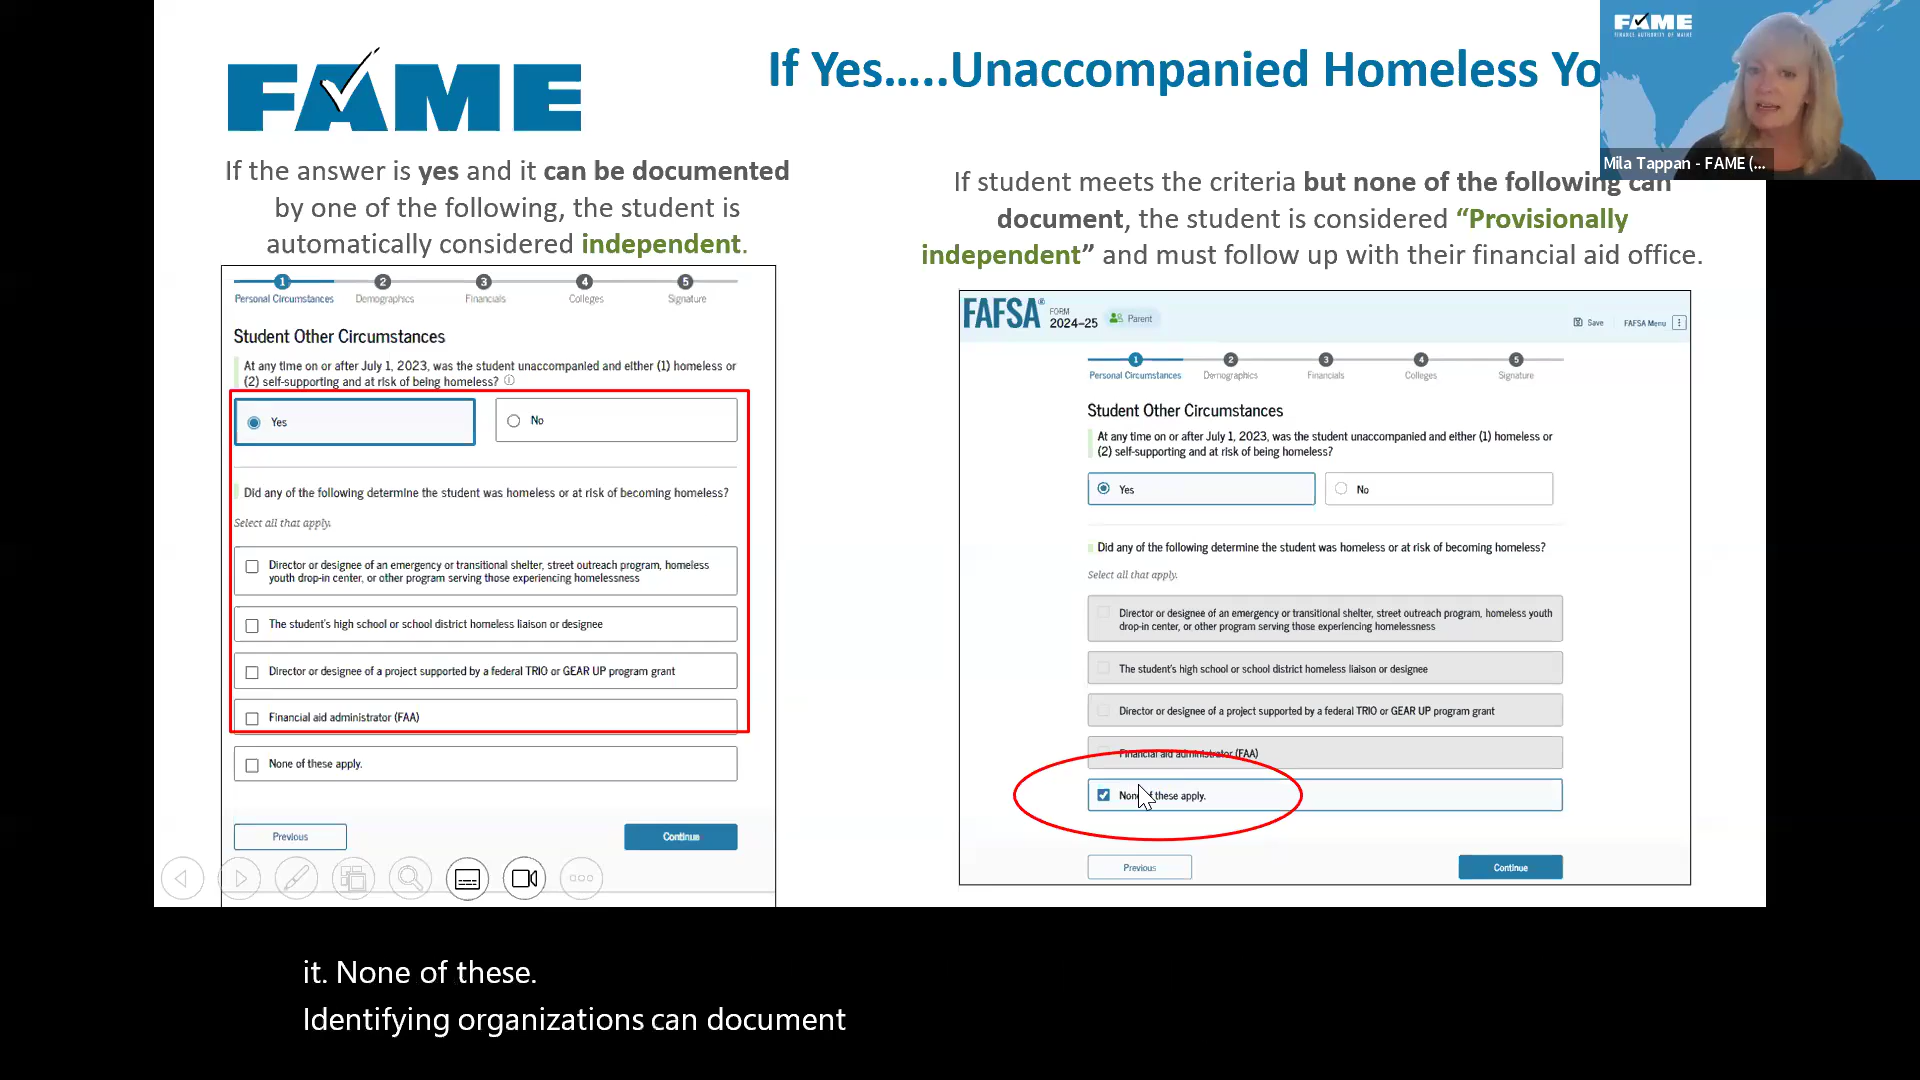 FAME
If Yes.....Unaccompanied Homeless Yo
FAME
FINANCE AUTHORITY OF MAINE
Mila Tappan - FAME (...
If the answer is yes and it can be documented
by one of the following, the student is
automatically considered independent.
1 2 3 4 5
Personal Circumstances Demographics Financials Colleges Signature
Student Other Circumstances
At any time on or after July 1, 2023, was the student unaccompanied and either (1) homeless or
(2) self-supporting and at risk of being homeless?
Yes No
Did any of the following determine the student was homeless or at risk of becoming homeless?
Select all that apply.
Director or designee of an emergency or transitional shelter, street outreach program, homeless
youth drop-in center, or other program serving those experiencing homelessness
The student's high school or school district homeless liaison or designee
Director or designee of a project supported by a federal TRIO or GEAR UP program grant
Financial aid administrator (FAA)
None of these apply.
Previous Continue
If student meets the criteria but none of the following can
document, the student is considered “Provisionally
independent” and must follow up with their financial aid office.
FAFSA® FORM 2024–25 Parent Save FAFSA Menu
1 2 3 4 5
Personal Circumstances Demographics Financials Colleges Signature
Student Other Circumstances
At any time on or after July 1, 2023, was the student unaccompanied and either (1) homeless or
(2) self-supporting and at risk of being homeless?
Yes No
Did any of the following determine the student was homeless or at risk of becoming homeless?
Select all that apply.
Director or designee of an emergency or transitional shelter, street outreach program, homeless youth
drop-in center, or other program serving those experiencing homelessness
The student's high school or school district homeless liaison or designee
Director or designee of a project supported by a federal TRIO or GEAR UP program grant
Financial aid administrator (FAA)
None of these apply.
Previous Continue
it. None of these.
Identifying organizations can document